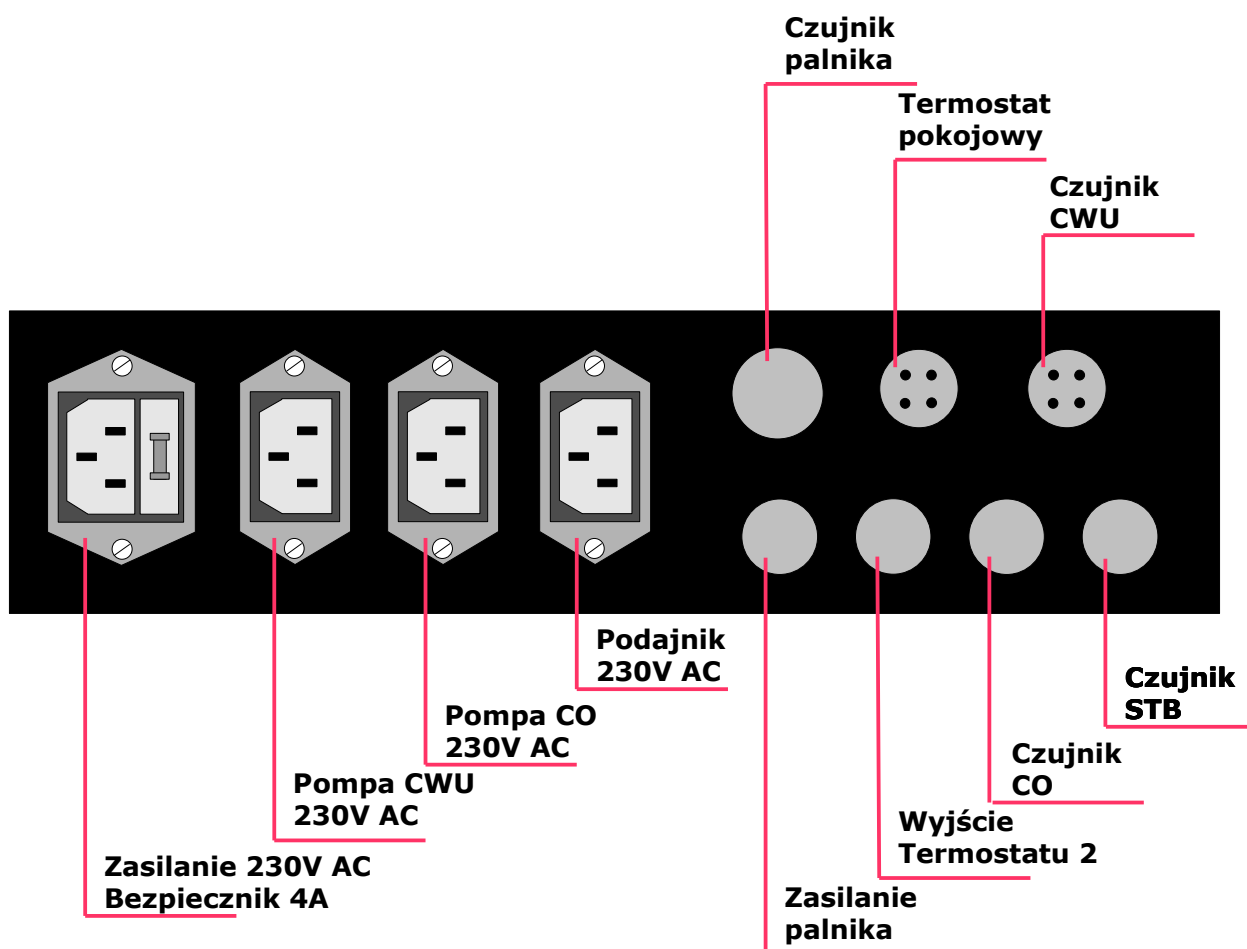 Czujnik
palnika
Termostat
pokojowy
Czujnik
CWU
Podajnik
230V AC
Pompa CO
230V AC
Pompa CWU
230V AC
Zasilanie 230V AC
Bezpiecznik 4A
Czujnik
STB
Czujnik
CO
Wyjście
Termostatu 2
Zasilanie
palnika